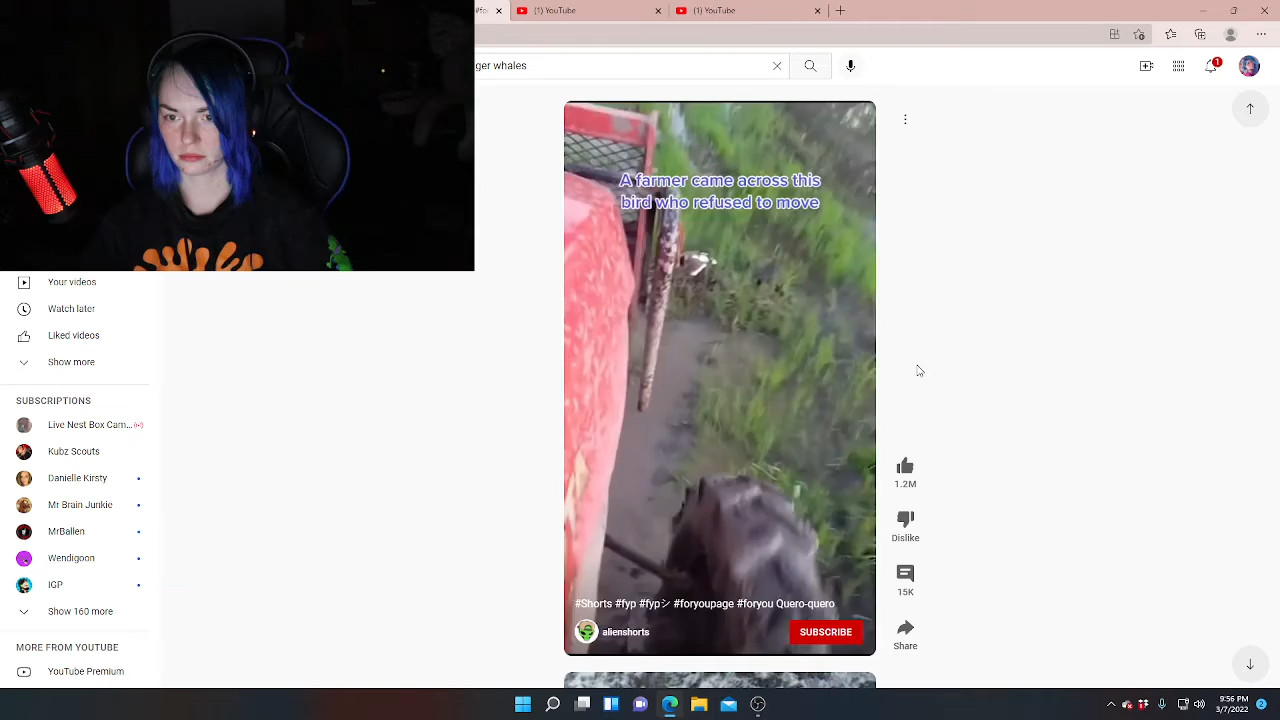 (1) YouTube
(1) YouTube
ger whales
1
A farmer came across this
bird who refused to move
Your videos
Watch later
Liked videos
Show more
SUBSCRIPTIONS
Live Nest Box Cam...
Kubz Scouts
Danielle Kirsty
Mr Brain Junkie
MrBallen
Wendigoon
IGP
Show 160 more
MORE FROM YOUTUBE
YouTube Premium
1.2M
Dislike
15K
Share
#Shorts #fyp #fypシ #foryoupage #foryou Quero-quero
alienshorts
SUBSCRIBE
9:56 PM
3/7/2022
2